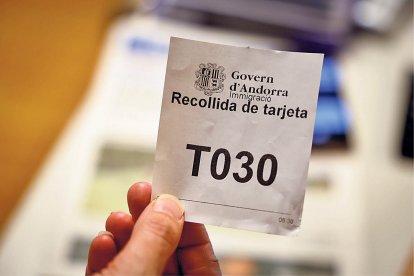 Govern
d'Andorra
Immigració
Recollida de tarjeta
T030